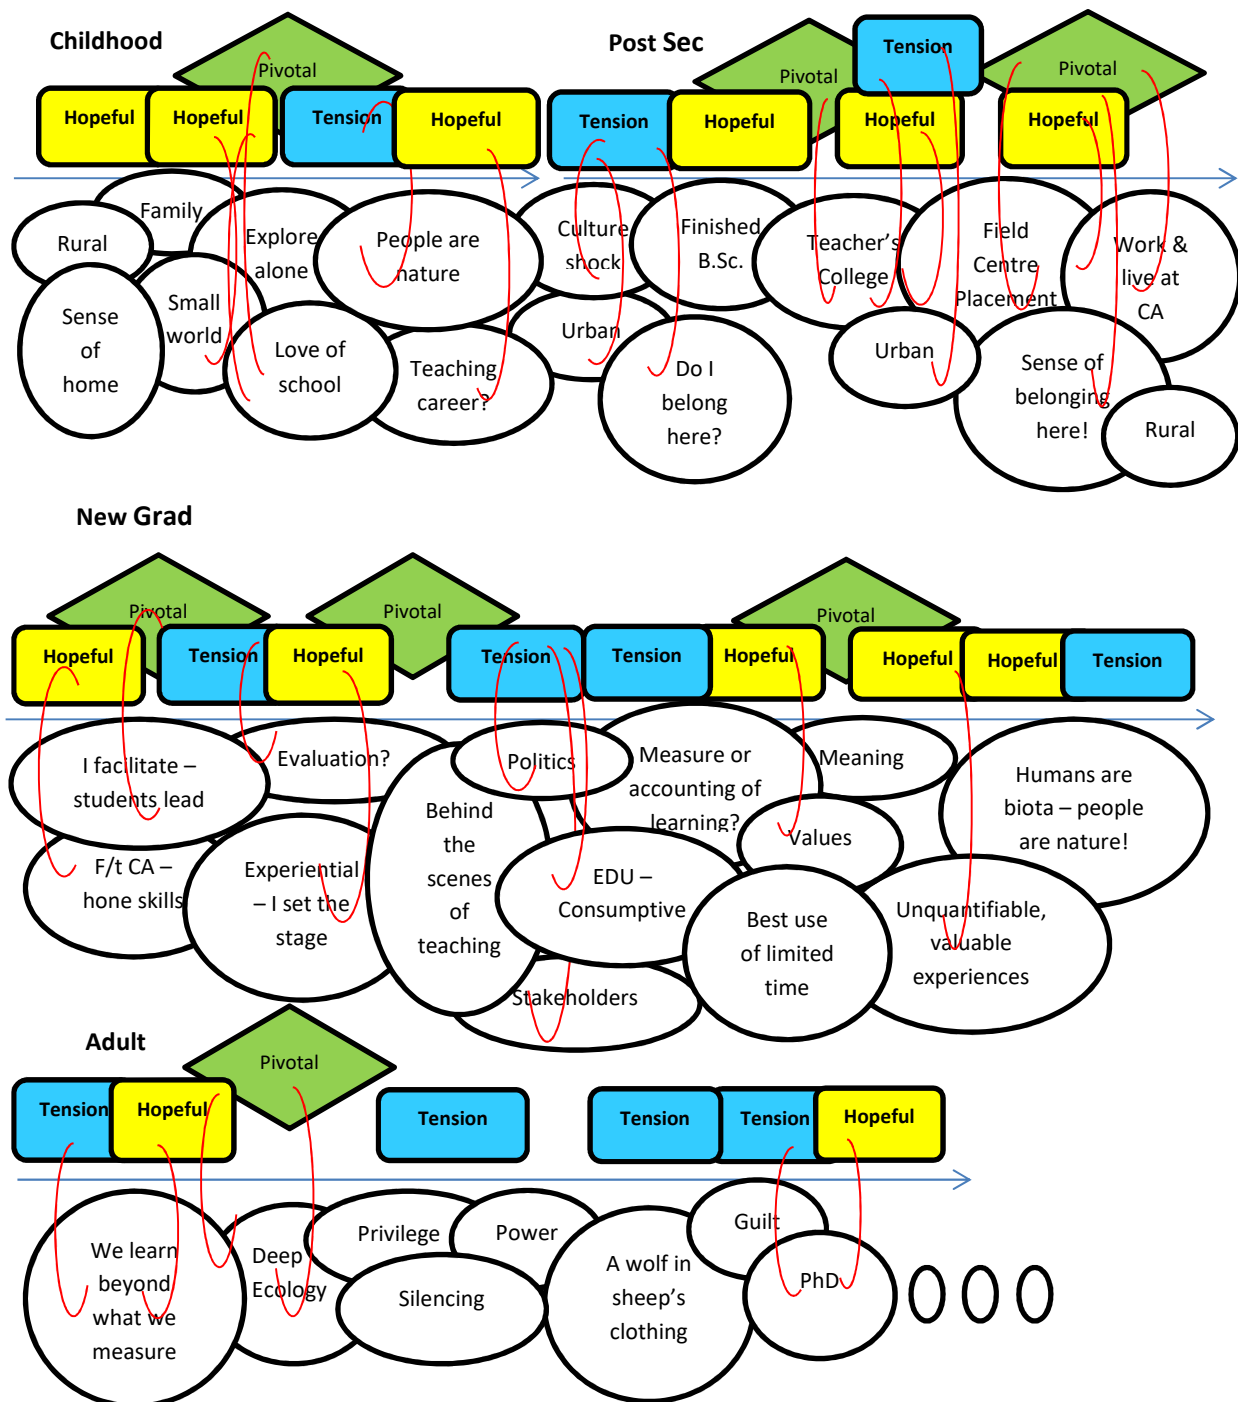 Childhood
Post Sec
Pivotal
Pivotal
Tension
Pivotal
Hopeful
Hopeful
Tension
Hopeful
Tension
Hopeful
Hopeful
Hopeful
Family
Rural
Explore
alone
People are
nature
Sense
of
home
Small
world
Love of
school
Teaching
career?
Culture
shock
Urban
Finished
B.Sc.
Do I
belong
here?
Teacher’s
College
Urban
Field
Centre
Placement
Sense of
belonging
here!
Work &
live at
CA
Rural
New Grad
Pivotal
Pivotal
Pivotal
Hopeful
Tension
Hopeful
Tension
Tension
Hopeful
Hopeful
Hopeful
Tension
I facilitate –
students lead
F/t CA –
hone skills
Evaluation?
Experiential
– I set the
stage
Behind
the
scenes
of
teaching
Politics
EDU –
Consumptive
Stakeholders
Measure or
accounting of
learning?
Meaning
Values
Best use
of limited
time
Humans are
biota – people
are nature!
Unquantifiable,
valuable
experiences
Adult
Pivotal
Tension
Hopeful
Tension
Tension
Tension
Hopeful
We learn
beyond
what we
measure
Deep
Ecology
Privilege
Power
Silencing
A wolf in
sheep’s
clothing
Guilt
PhD